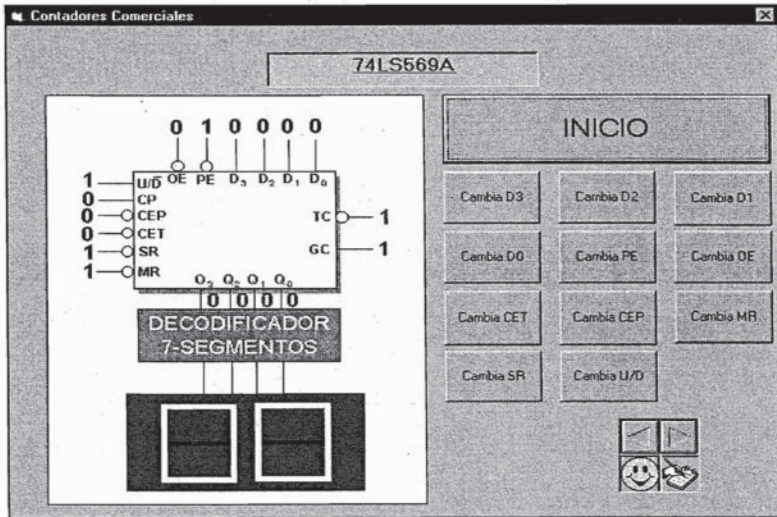 Contadores Comerciales
74LS569A
INICIO
0 1 0 0 0 0
OE PE D3 D2 D1 D0
1 U/D
0 CP
0 CEP
0 CET
1 SR
1 MR
TC 1
GC 1
Q3 Q2 Q1 Q0
0 0 0 0
DECODIFICADOR
7-SEGMENTOS
Cambia D3 Cambia D2 Cambia D1
Cambia D0 Cambia PE Cambia OE
Cambia CET Cambia CEP Cambia MR
Cambia SR Cambia U/D